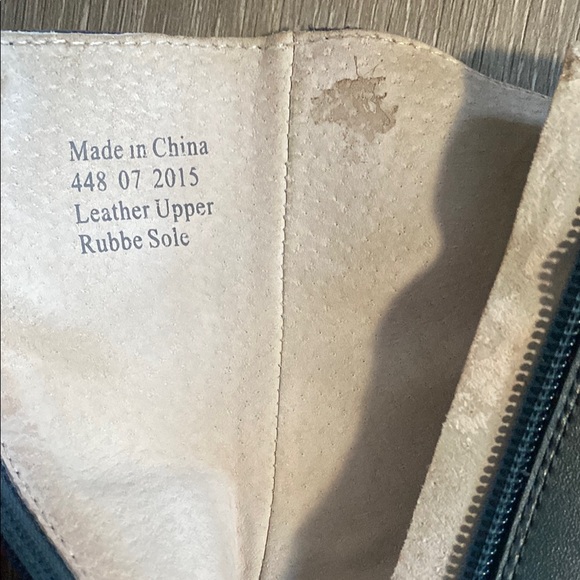 Made in China
448 07 2015
Leather Upper
Rubbe Sole